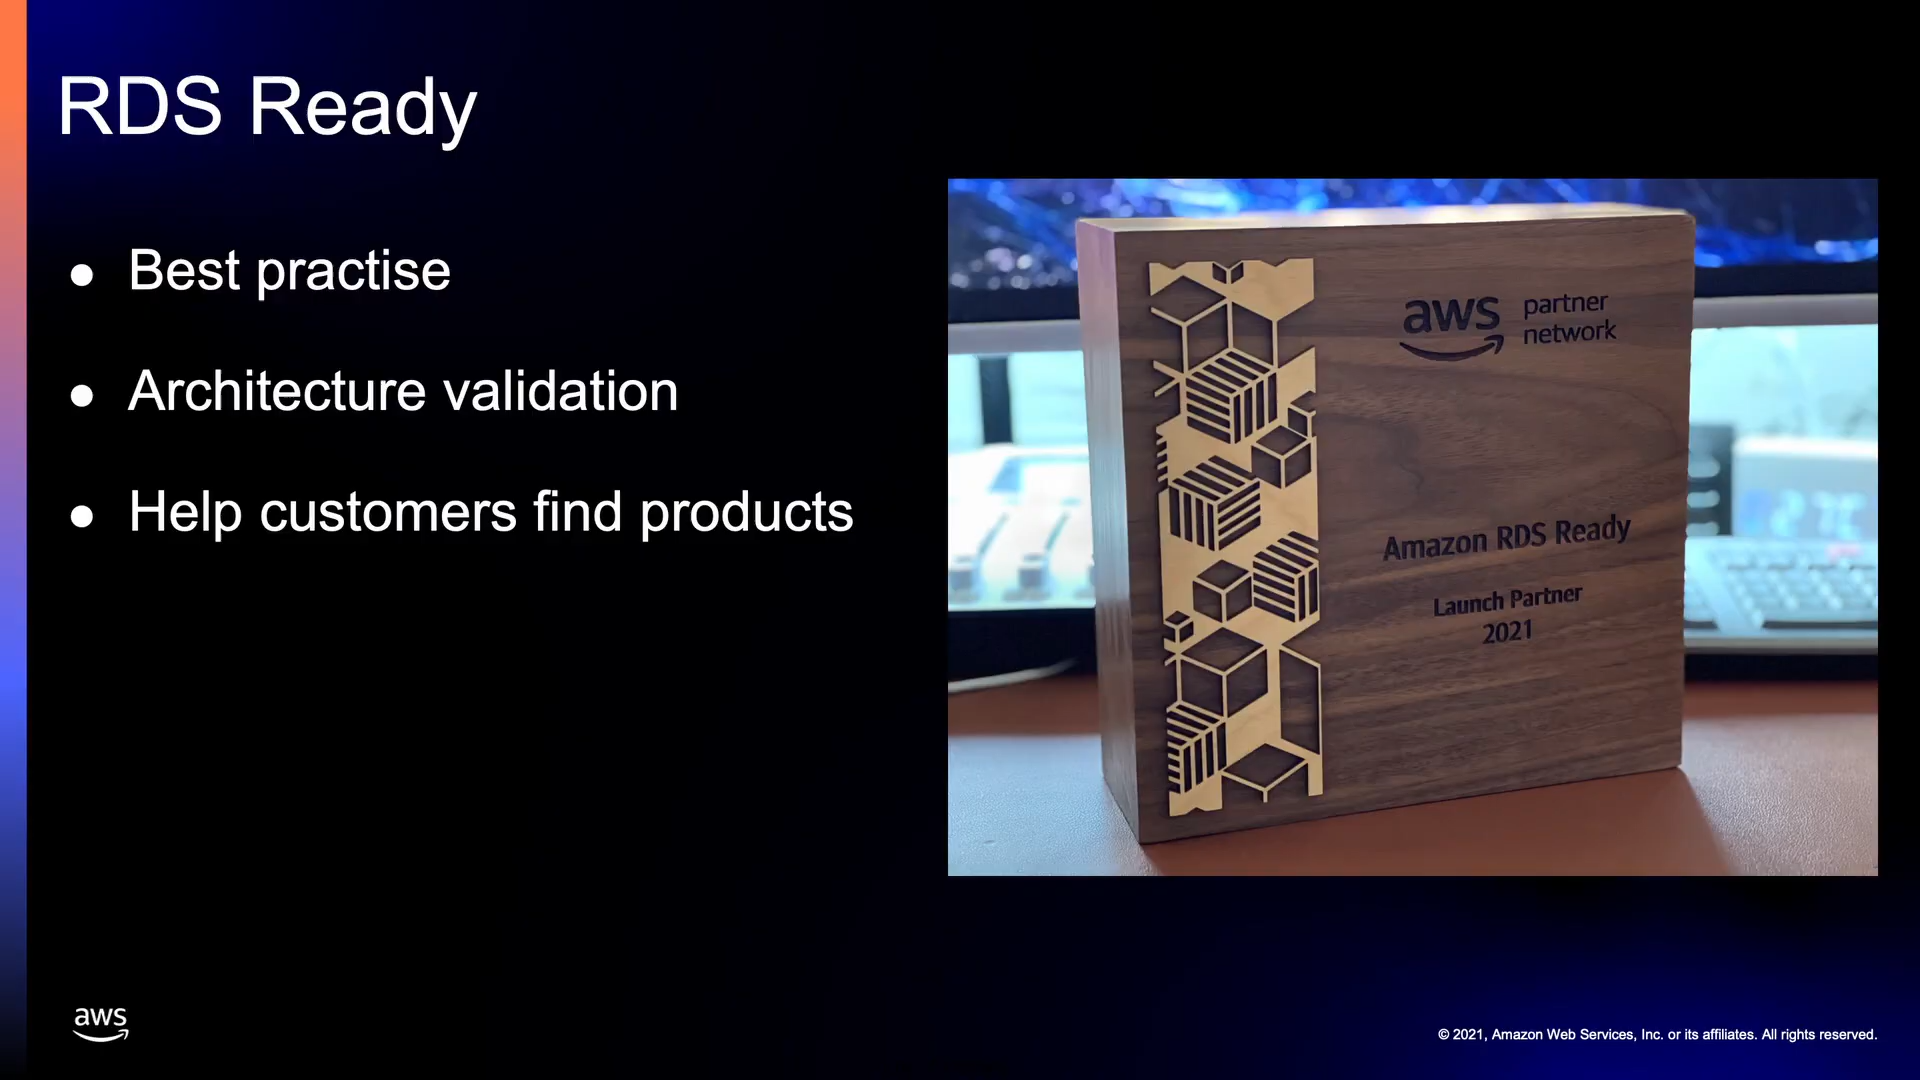 RDS Ready
● Best practise
● Architecture validation
● Help customers find products
aws partner
network
Amazon RDS Ready
Launch Partner
2021
aws
© 2021, Amazon Web Services, Inc. or its affiliates. All rights reserved.